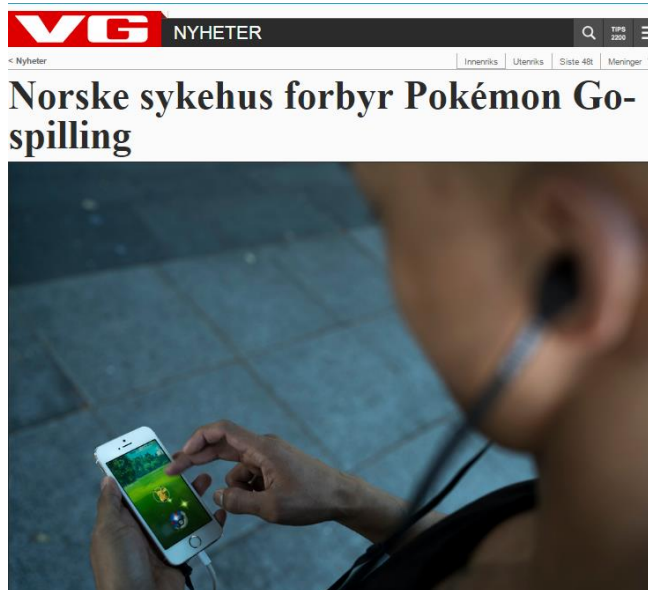 VG NYHETER TIPS
2200
< Nyheter Innenriks Utenriks Siste 48t Meninger
Norske sykehus forbyr Pokémon Go-
spilling